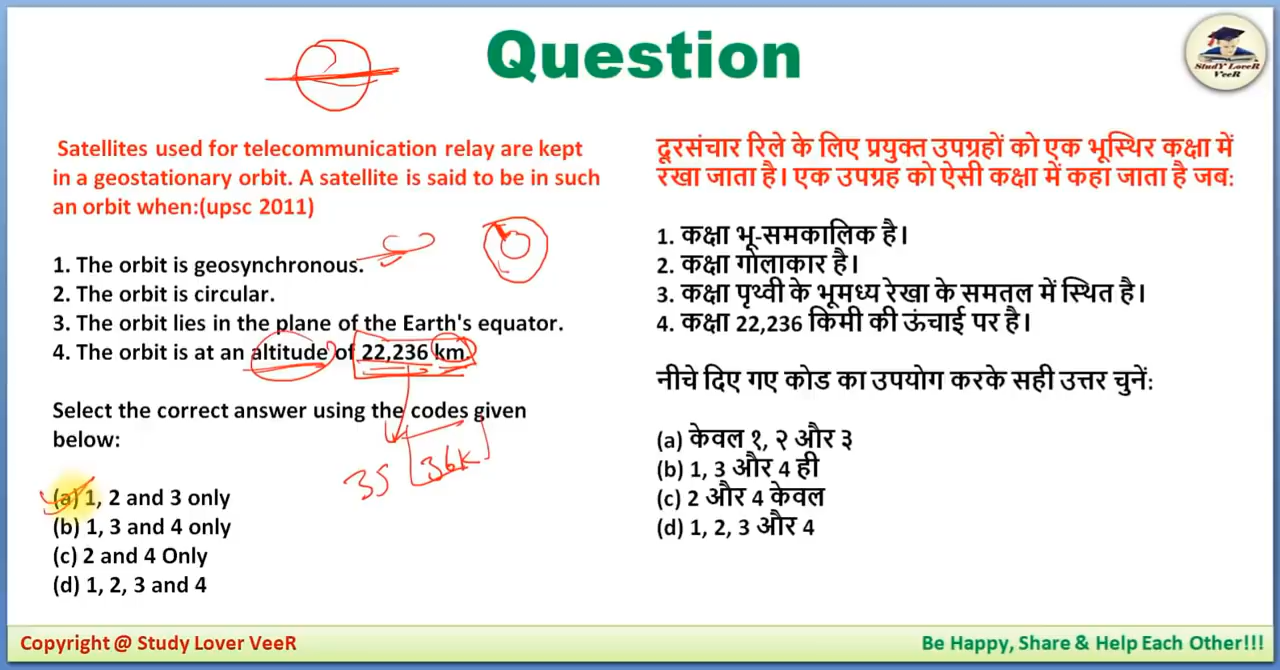 Question
StudY LoveR
VeeR
Satellites used for telecommunication relay are kept
in a geostationary orbit. A satellite is said to be in such
an orbit when:(upsc 2011)
1. The orbit is geosynchronous.
2. The orbit is circular.
3. The orbit lies in the plane of the Earth's equator.
4. The orbit is at an altitude of 22,236 km.
Select the correct answer using the codes given
below:
35 36K
(a) 1, 2 and 3 only
(b) 1, 3 and 4 only
(c) 2 and 4 Only
(d) 1, 2, 3 and 4
दूरसंचार रिले के लिए प्रयुक्त उपग्रहों को एक भूस्थिर कक्षा में
रखा जाता है। एक उपग्रह को ऐसी कक्षा में कहा जाता है जब:
1. कक्षा भू-समकालिक है।
2. कक्षा गोलाकार है।
3. कक्षा पृथ्वी के भूमध्य रेखा के समतल में स्थित है।
4. कक्षा 22,236 किमी की ऊंचाई पर है।
नीचे दिए गए कोड का उपयोग करके सही उत्तर चुनें:
(a) केवल १, २ और ३
(b) 1, 3 और 4 ही
(c) 2 और 4 केवल
(d) 1, 2, 3 और 4
Copyright @ Study Lover VeeR
Be Happy, Share & Help Each Other!!!